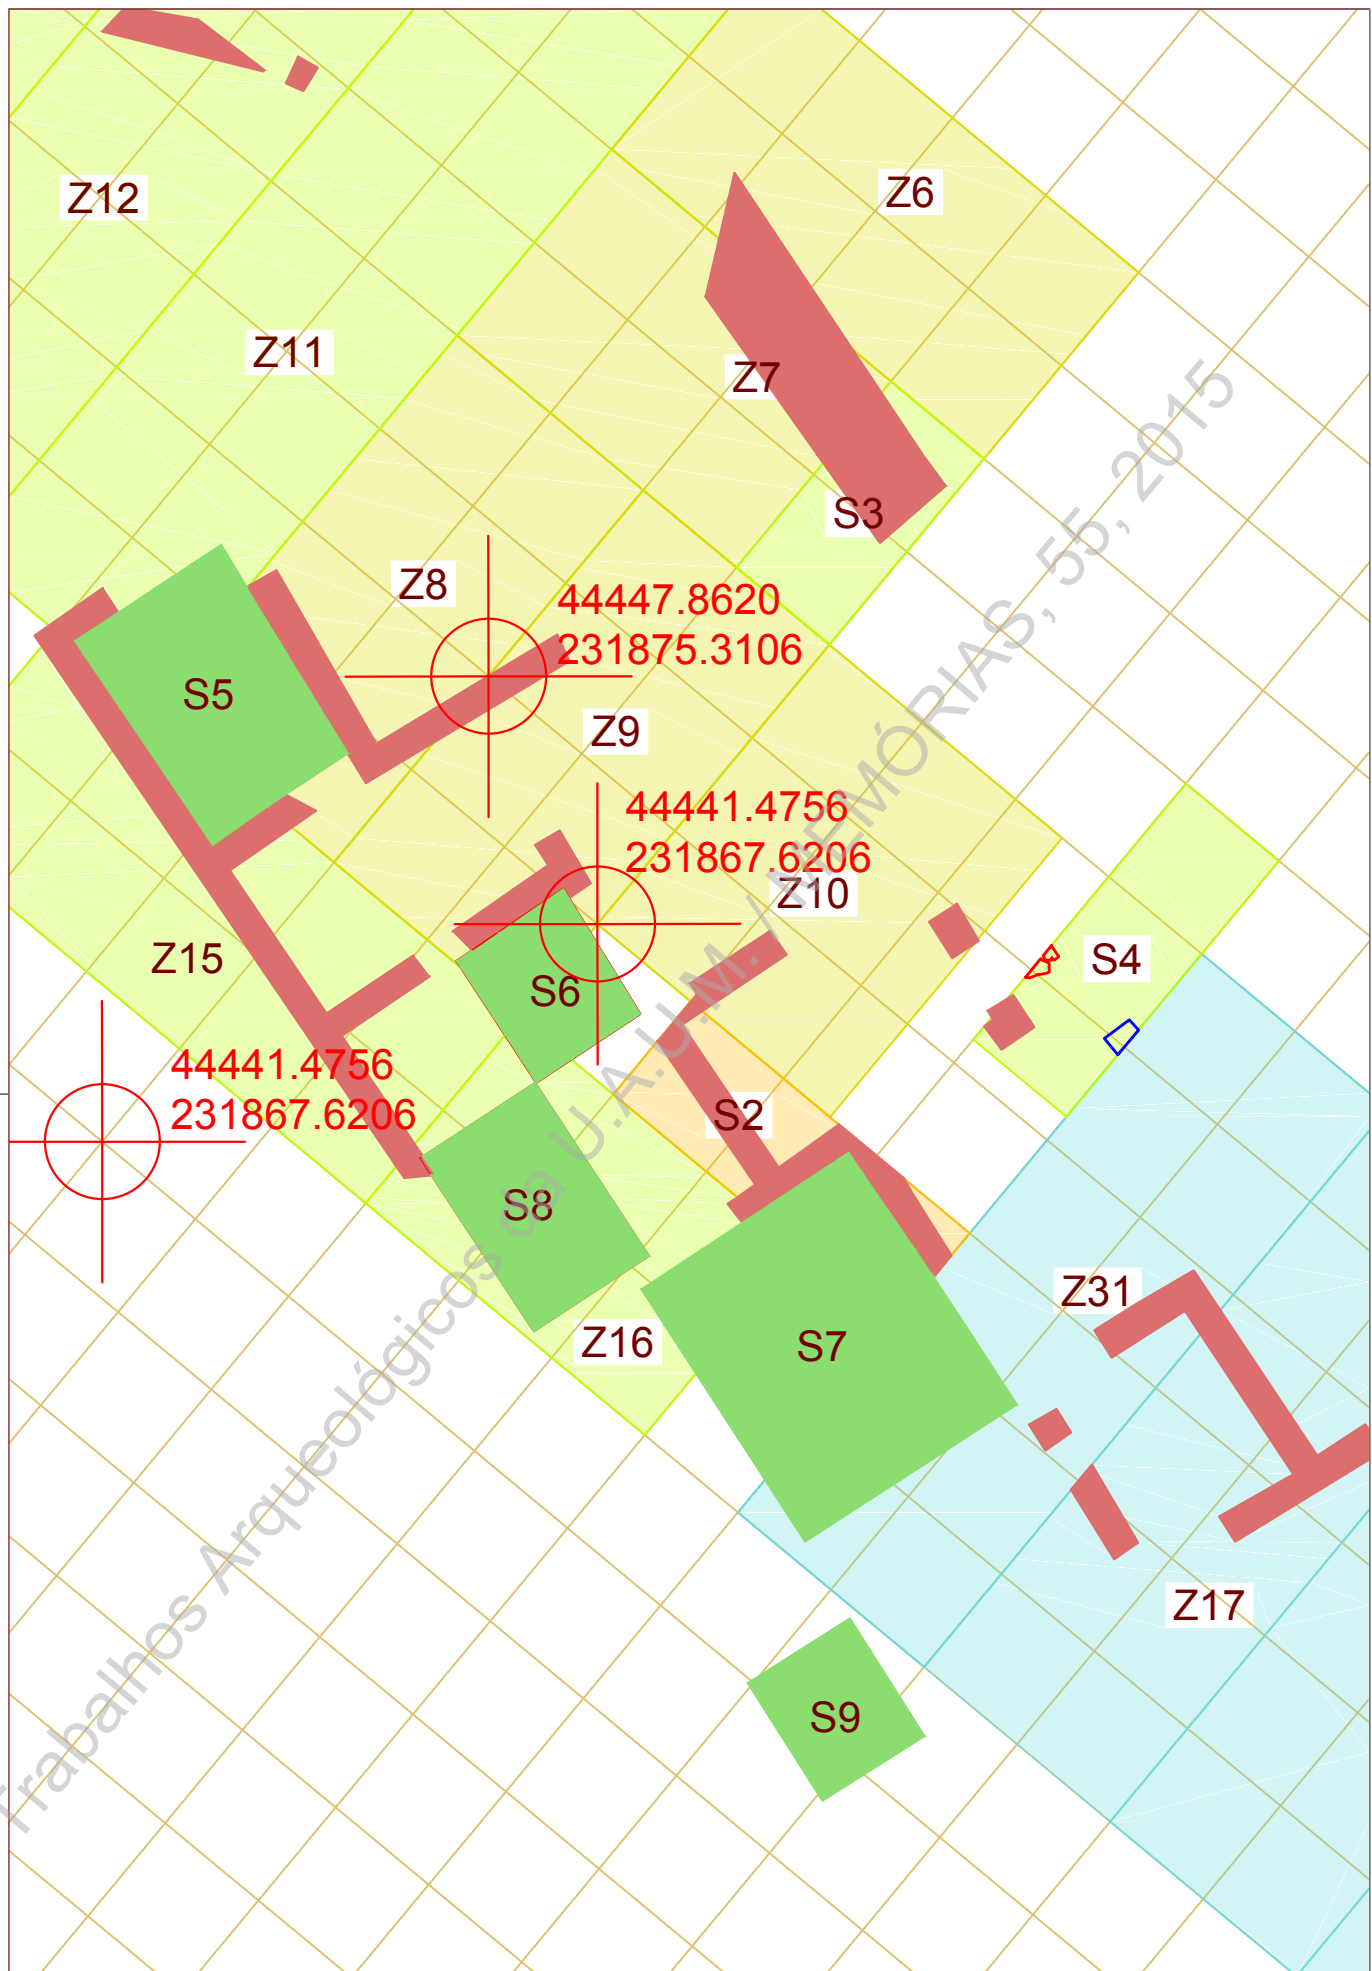 Z12
Z6
Z11
Z7
S3
Z8
44447.8620
231875.3106
S5
Z9
44441.4756
231867.6206
Z10
Z15
S6
S4
44441.4756
231867.6206
S2
S8
Z31
Z16
S7
Z17
S9
Trabalhos Arqueológicos da U.A.U.M. / MEMÓRIAS, 55, 2015